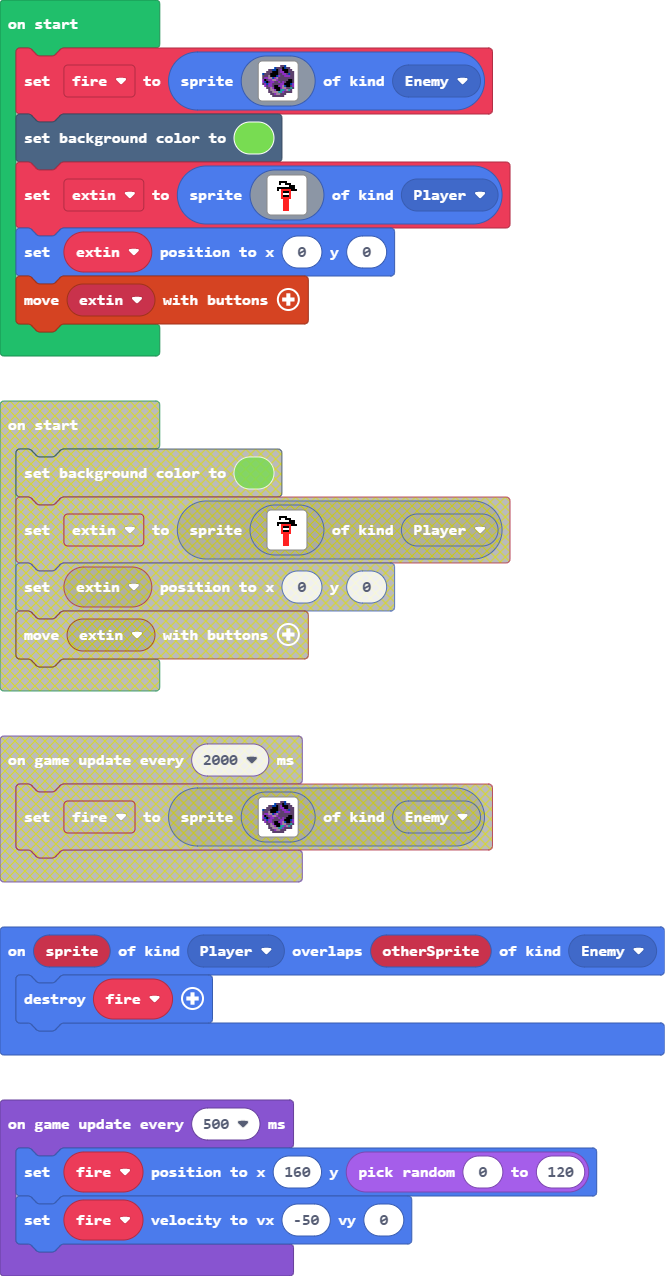 on start
set fire to sprite of kind Enemy
set background color to
set extin to sprite of kind Player
set extin position to x 0 y 0
move extin with buttons
on start
set background color to
set extin to sprite of kind Player
set extin position to x 0 y 0
move extin with buttons
on game update every 2000 ms
set fire to sprite of kind Enemy
on sprite of kind Player overlaps otherSprite of kind Enemy
destroy fire
on game update every 500 ms
set fire position to x 160 y pick random 0 to 120
set fire velocity to vx -50 vy 0